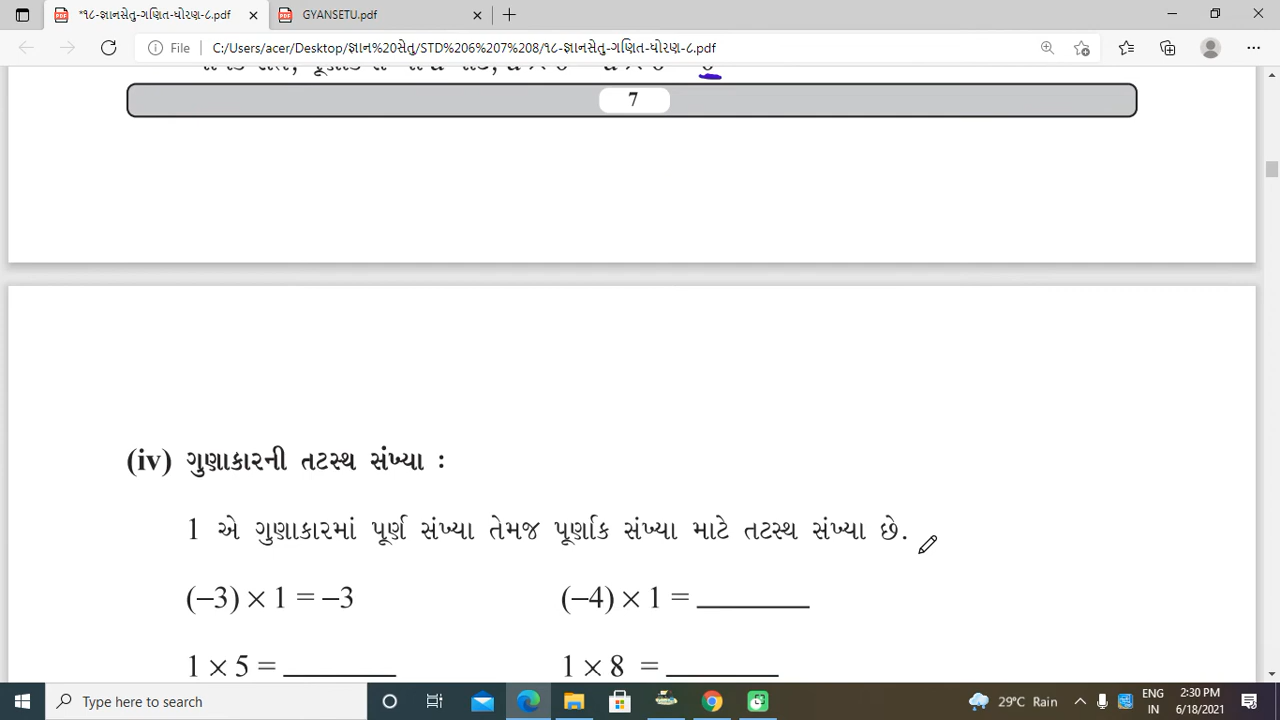 *૧૮-જ્ઞાનસેતુ-ગણિત-ધોરણ-૮.pdf
GYANSETU.pdf
File C:/Users/acer/Desktop/જ્ઞાન%20સેતુ/STD%206%207%208/૧૮-જ્ઞાનસેતુ-ગણિત-ધોરણ-૮.pdf
7
(iv) ગુણાકારની તટસ્થ સંખ્યા :
1 એ ગુણાકારમાં પૂર્ણ સંખ્યા તેમજ પૂર્ણાંક સંખ્યા માટે તટસ્થ સંખ્યા છે.
(−3) × 1 = −3 (−4) × 1 = ________
1 × 5 = ________ 1 × 8 = ________
Type here to search
29°C Rain
ENG
IN
2:30 PM
6/18/2021